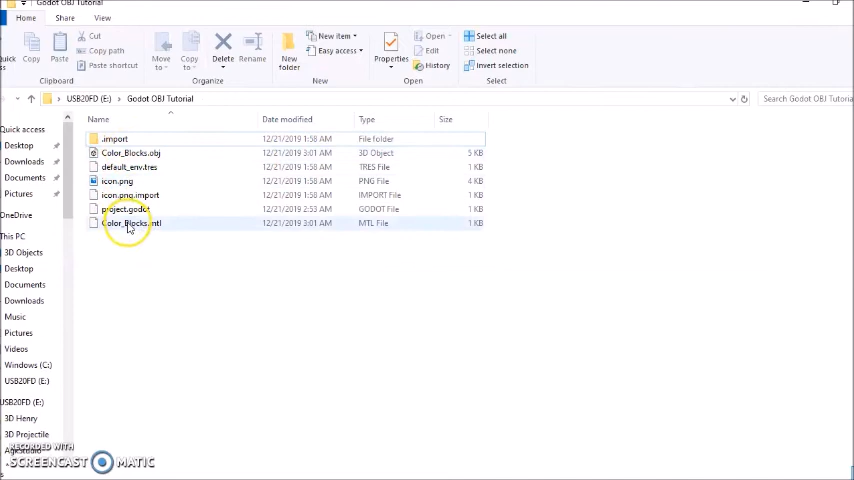 Godot OBJ Tutorial
Home Share View
Quick access
Copy
Paste
Cut
Copy path
Paste shortcut
Clipboard
Move to
Copy to
Delete
Rename
Organize
New folder
New item
Easy access
New
Properties
Open
Edit
History
Open
Select all
Select none
Invert selection
Select
USB20FD (E:) > Godot OBJ Tutorial
Search Godot OBJ Tutoria
Name Date modified Type Size
.import 12/21/2019 1:58 AM File folder
Color_Blocks.obj 12/21/2019 3:01 AM 3D Object 5 KB
default_env.tres 12/21/2019 1:58 AM TRES File 1 KB
icon.png 12/21/2019 1:58 AM PNG File 4 KB
icon.png.import 12/21/2019 1:58 AM IMPORT File 1 KB
project.godot 12/21/2019 2:53 AM GODOT File 1 KB
Color_Blocks.mtl 12/21/2019 3:01 AM MTL File 1 KB
Quick access
Desktop
Downloads
Documents
Pictures
OneDrive
This PC
3D Objects
Desktop
Documents
Downloads
Music
Pictures
Videos
Windows (C:)
USB20FD (E:)
USB20FD (E:)
3D Henry
3D Projectile
RECORDED WITH
SCREENCAST MATIC